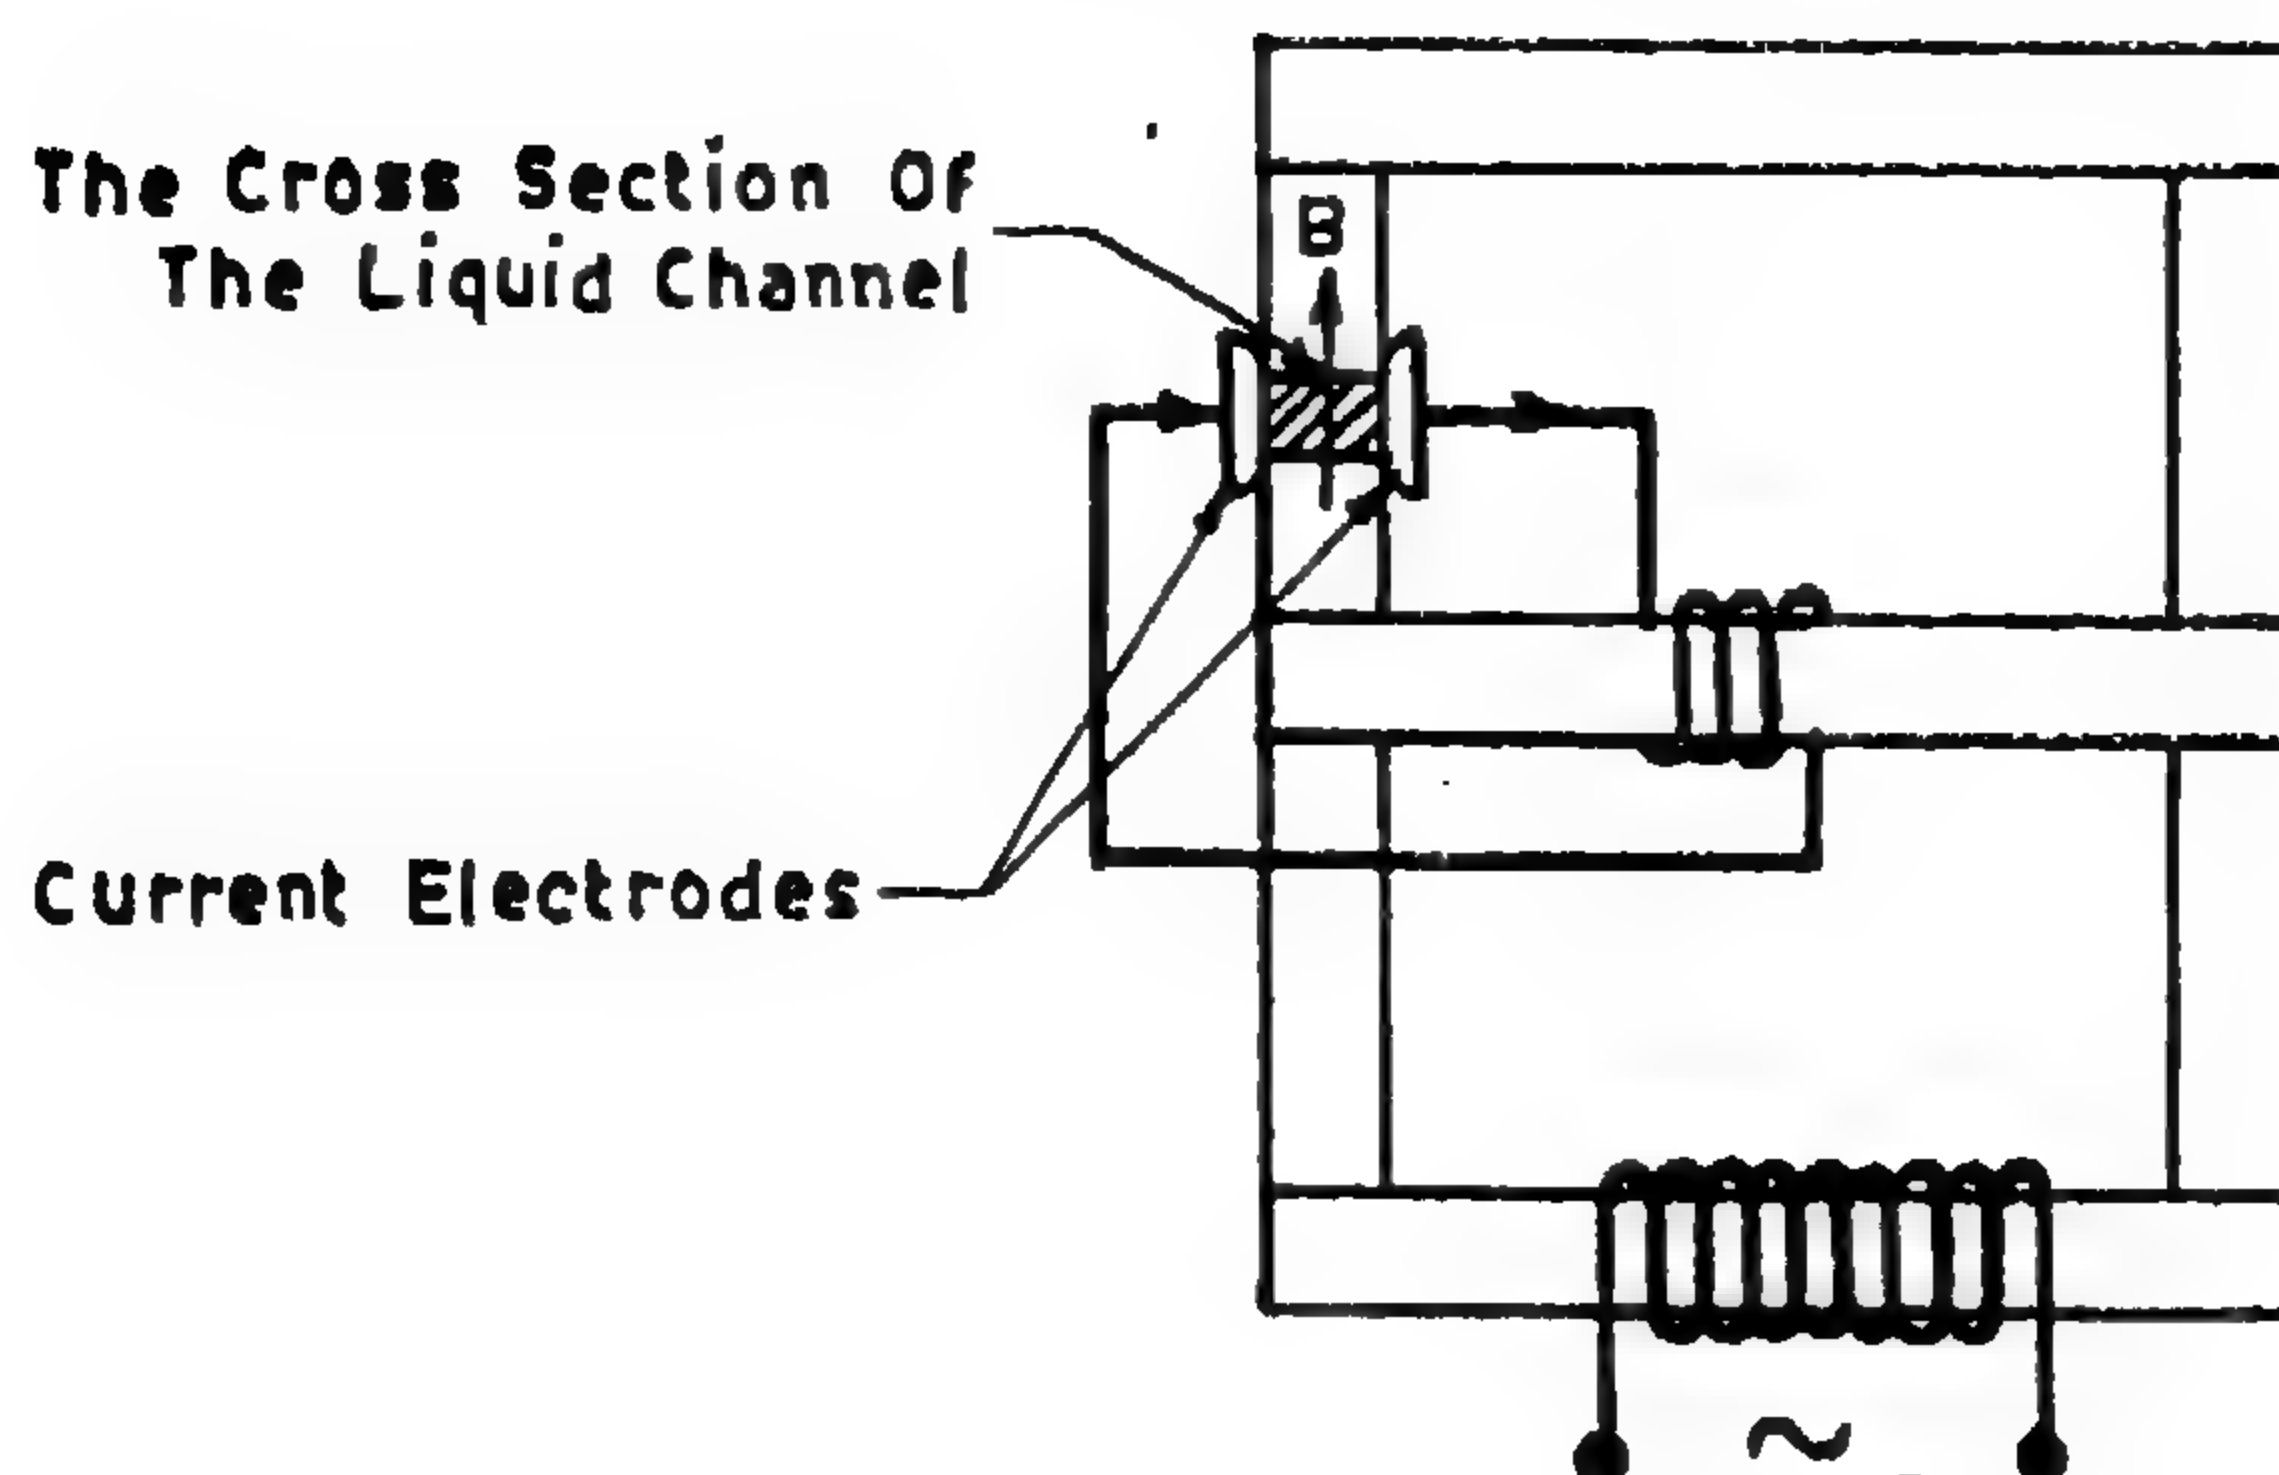 The Cross Section Of
The Liquid Channel
B
Current Electrodes
~